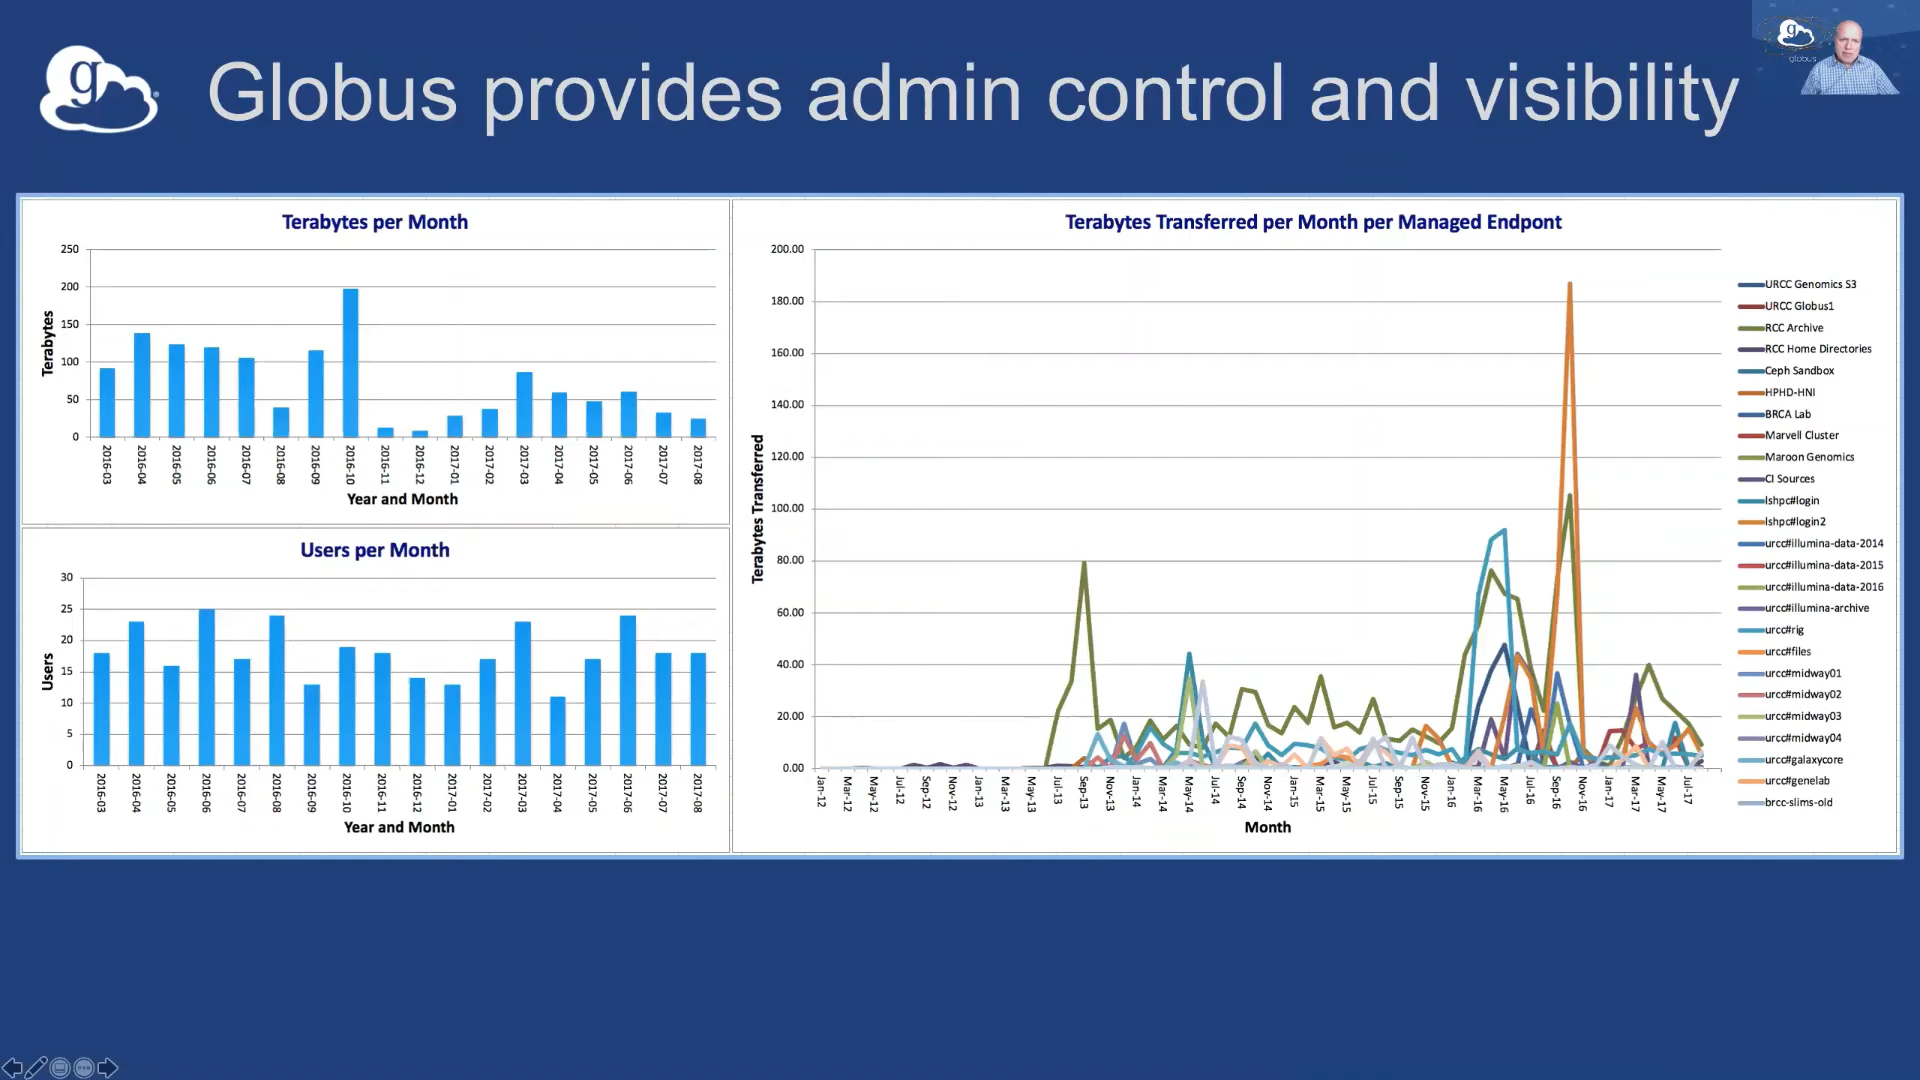 g
Globus provides admin control and visibility
g
globus
Terabytes per Month
250
200
150
100
50
0
Terabytes
2016-03
2016-04
2016-05
2016-06
2016-07
2016-08
2016-09
2016-10
2016-11
2016-12
2017-01
2017-02
2017-03
2017-04
2017-05
2017-06
2017-07
2017-08
Year and Month
Users per Month
30
25
20
15
10
5
0
Users
2016-03
2016-04
2016-05
2016-06
2016-07
2016-08
2016-09
2016-10
2016-11
2016-12
2017-01
2017-02
2017-03
2017-04
2017-05
2017-06
2017-07
2017-08
Year and Month
Terabytes Transferred per Month per Managed Endpont
200.00
180.00
160.00
140.00
120.00
100.00
80.00
60.00
40.00
20.00
0.00
Terabytes Transferred
Jan-12
Mar-12
May-12
Jul-12
Sep-12
Nov-12
Jan-13
Mar-13
May-13
Jul-13
Sep-13
Nov-13
Jan-14
Mar-14
May-14
Jul-14
Sep-14
Nov-14
Jan-15
Mar-15
May-15
Jul-15
Sep-15
Nov-15
Jan-16
Mar-16
May-16
Jul-16
Sep-16
Nov-16
Jan-17
Mar-17
May-17
Jul-17
Month
URCC Genomics S3
URCC Globus1
RCC Archive
RCC Home Directories
Ceph Sandbox
HPHD-HNI
BRCA Lab
Marvell Cluster
Maroon Genomics
CI Sources
lshpc#login
lshpc#login2
urcc#illumina-data-2014
urcc#illumina-data-2015
urcc#illumina-data-2016
urcc#illumina-archive
urcc#rig
urcc#files
urcc#midway01
urcc#midway02
urcc#midway03
urcc#midway04
urcc#galaxycore
urcc#genelab
brcc-slims-old